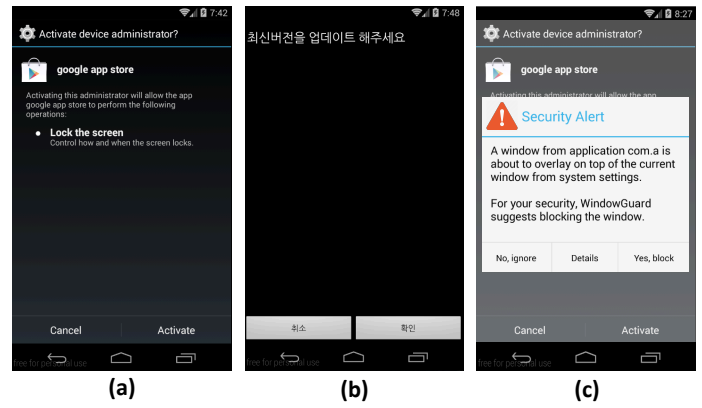 7:42
Activate device administrator?
google app store
Activating this administrator will allow the app
google app store to perform the following
operations:
Lock the screen
Control how and when the screen locks.
Cancel
Activate
free for personal use
(a)
7:48
최신버전을 업데이트 해주세요
취소
확인
free for personal use
(b)
8:27
Activate device administrator?
google app store
Activating this administrator will allow the app
Security Alert
A window from application com.a is
about to overlay on top of the current
window from system settings.
For your security, WindowGuard
suggests blocking the window.
No, ignore
Details
Yes, block
Cancel
Activate
free for personal use
(c)